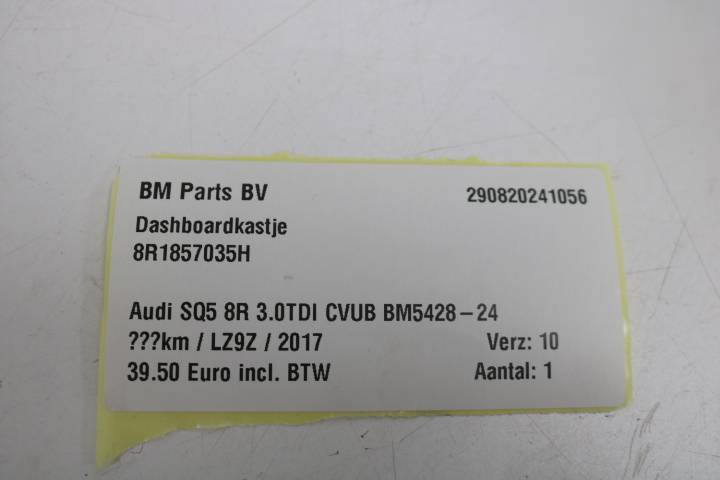 BM Parts BV 290820241056
Dashboardkastje
8R1857035H
Audi SQ5 8R 3.0TDI CVUB BM5428-24
???km / LZ9Z / 2017 Verz: 10
39.50 Euro incl. BTW Aantal: 1